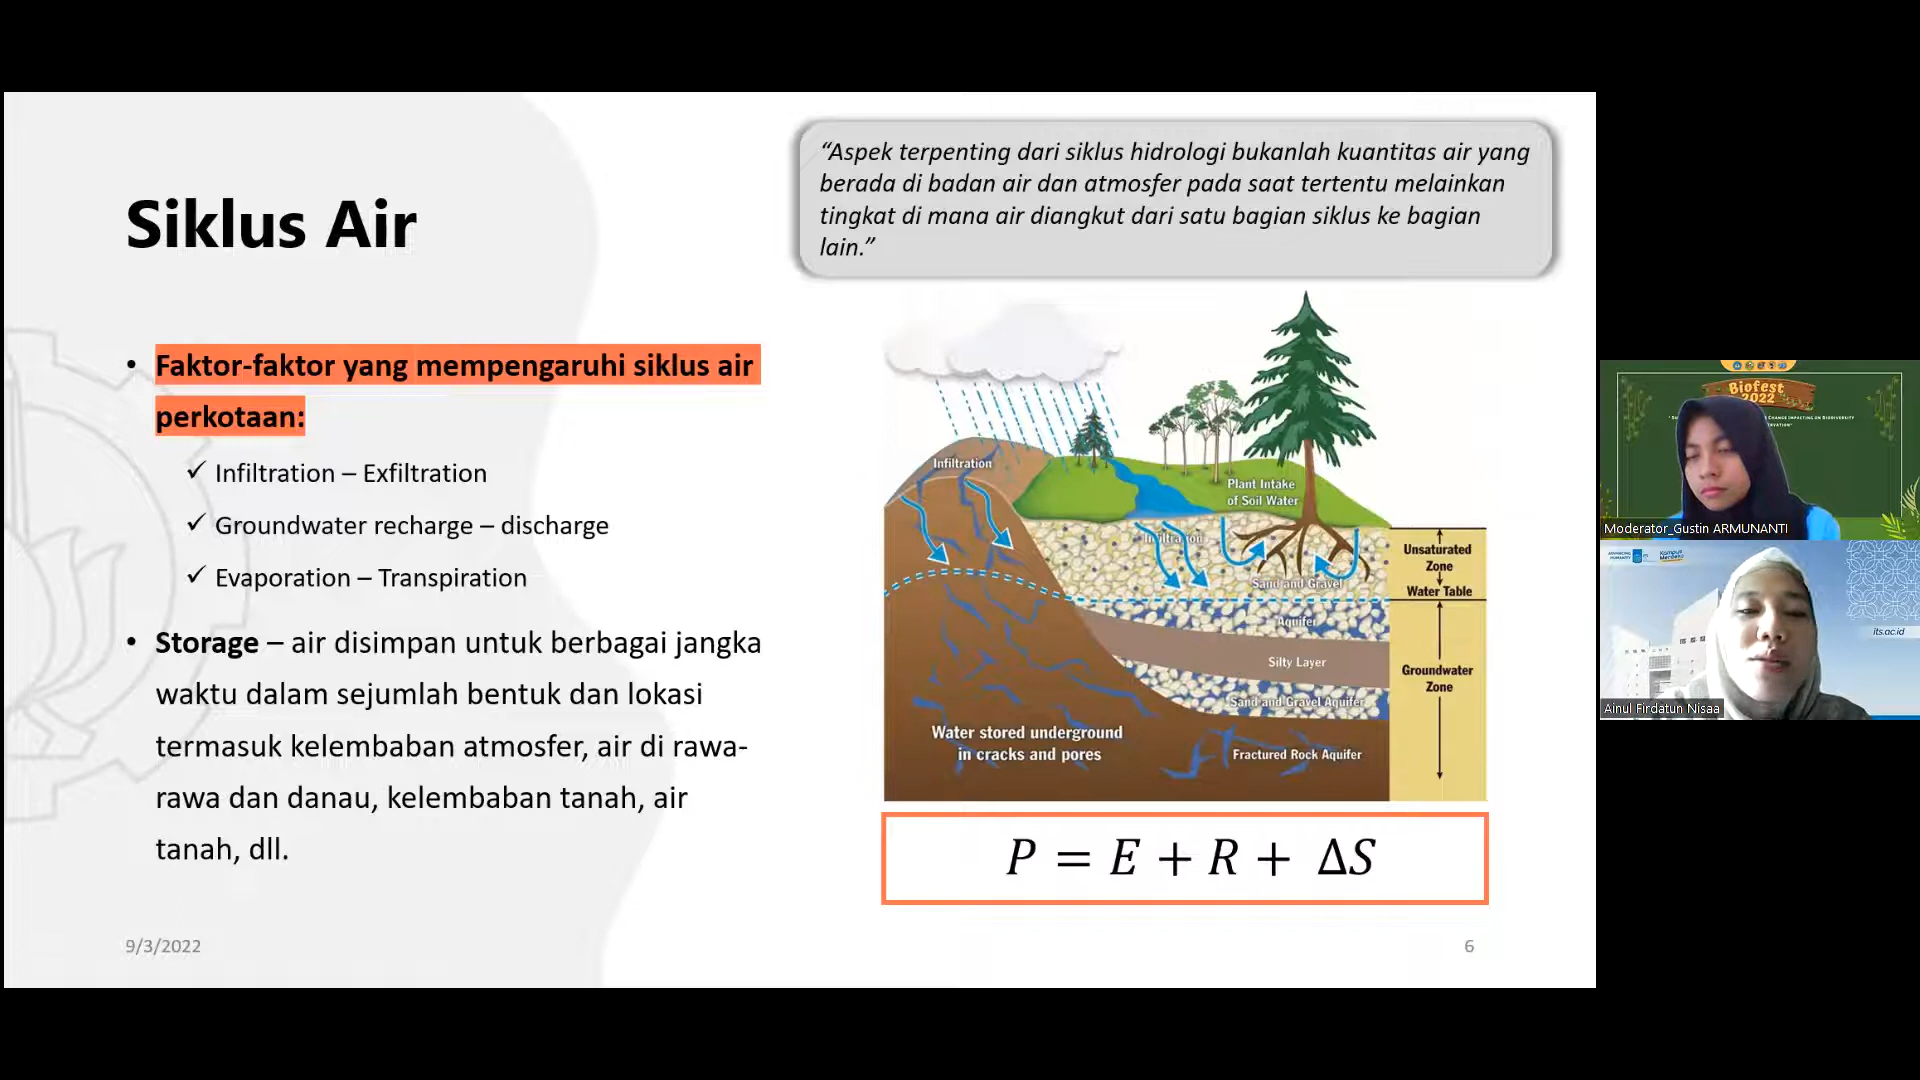 Siklus Air
“Aspek terpenting dari siklus hidrologi bukanlah kuantitas air yang
berada di badan air dan atmosfer pada saat tertentu melainkan
tingkat di mana air diangkut dari satu bagian siklus ke bagian
lain.”
• Faktor-faktor yang mempengaruhi siklus air
perkotaan:
✓ Infiltration – Exfiltration
✓ Groundwater recharge – discharge
✓ Evaporation – Transpiration
• Storage – air disimpan untuk berbagai jangka
waktu dalam sejumlah bentuk dan lokasi
termasuk kelembaban atmosfer, air di rawa-
rawa dan danau, kelembaban tanah, air
tanah, dll.
Infiltration
Plant Intake
of Soil Water
Infiltration
Sand and Gravel
Unsaturated
Zone
Water Table
Aquifer
Silty Layer
Groundwater
Zone
Sand and Gravel Aquifer
Water stored underground
in cracks and pores
Fractured Rock Aquifer
P = E + R + ΔS
9/3/2022
6
Biofest
2022
Moderator_Gustin ARMUNANTI
ADVANCING
HUMANITY
Kampus
Merdeka
its.ac.id
Ainul Firdatun Nisaa